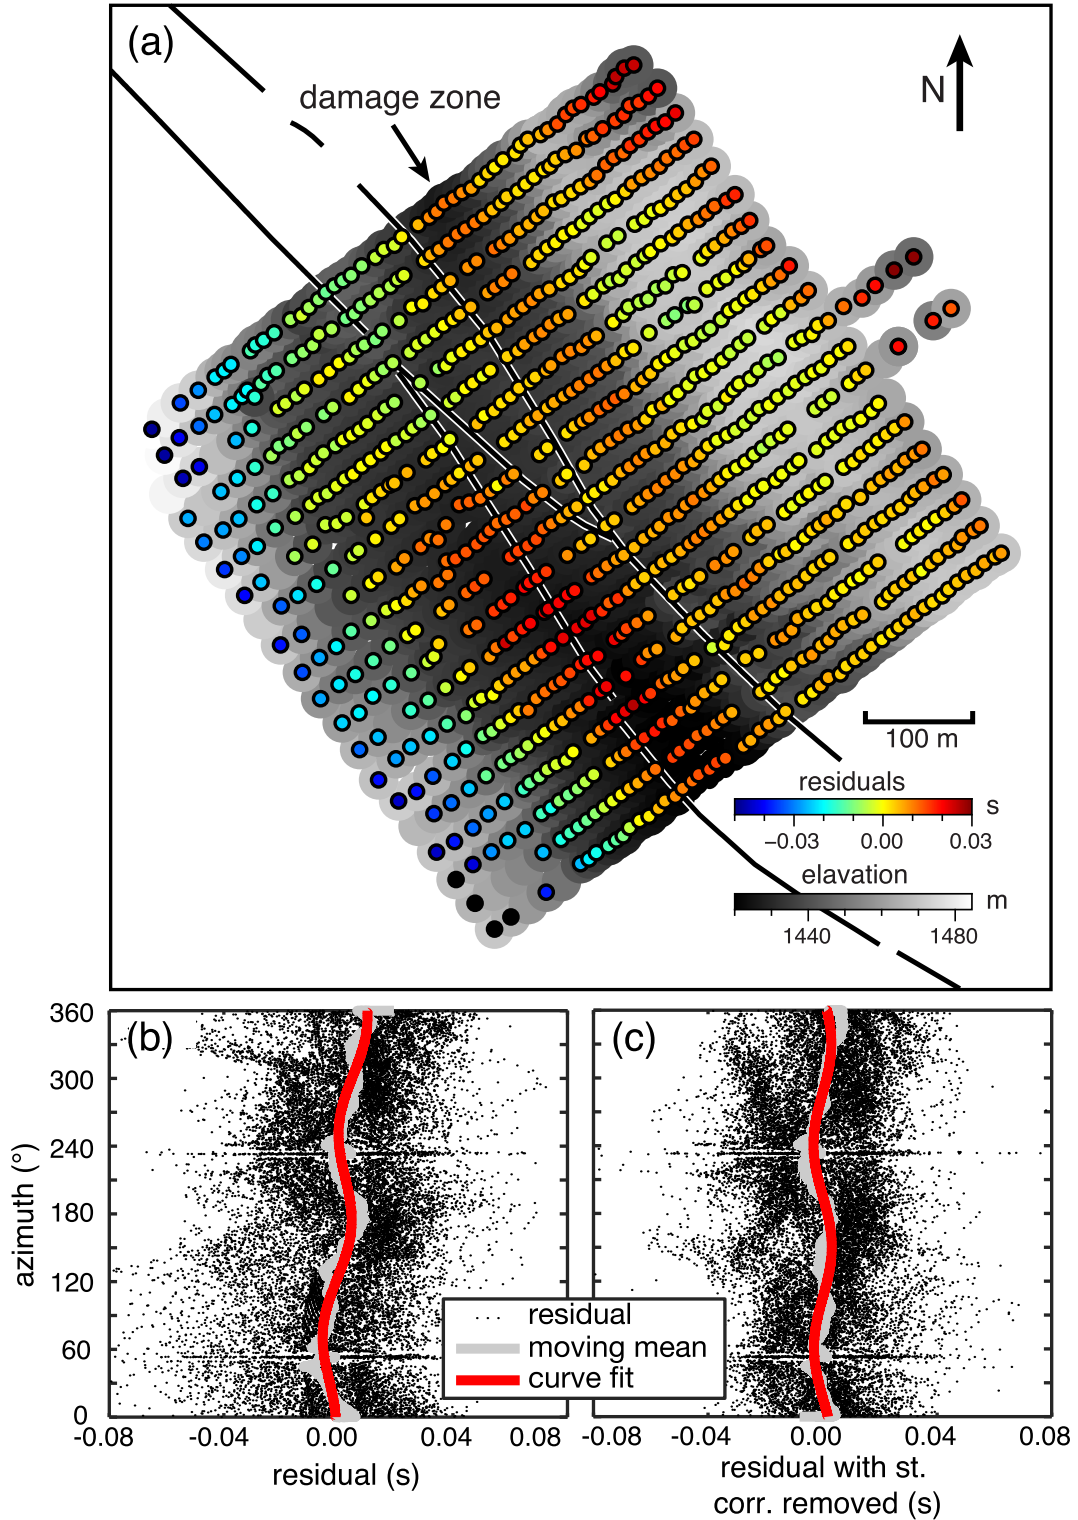 (a)
damage zone
N
100 m
residuals
s
−0.03 0.00 0.03
elavation
m
1440 1480
(b)
(c)
360
300
240
180
120
60
0
azimuth (°)
residual
moving mean
curve fit
-0.08 -0.04 0.00 0.04 0.08
-0.08 -0.04 0.00 0.04 0.08
residual (s)
residual with st.
corr. removed (s)